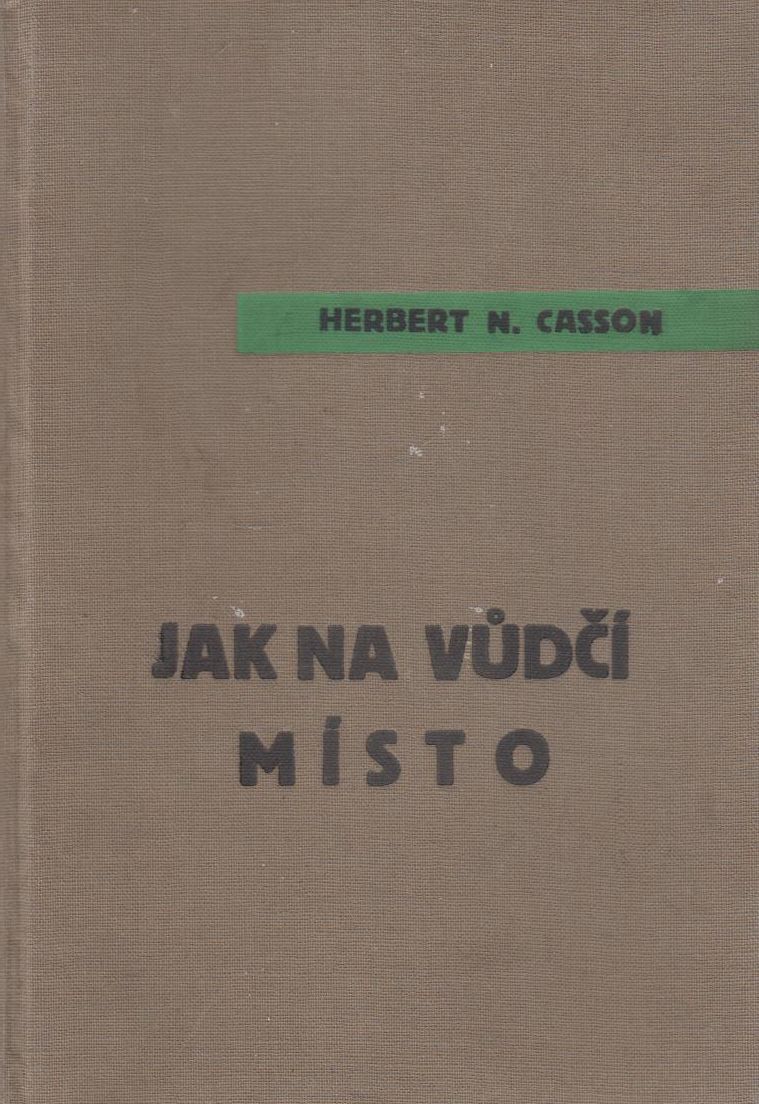 HERBERT N. CASSON
JAK NA VŮDČÍ
MÍSTO